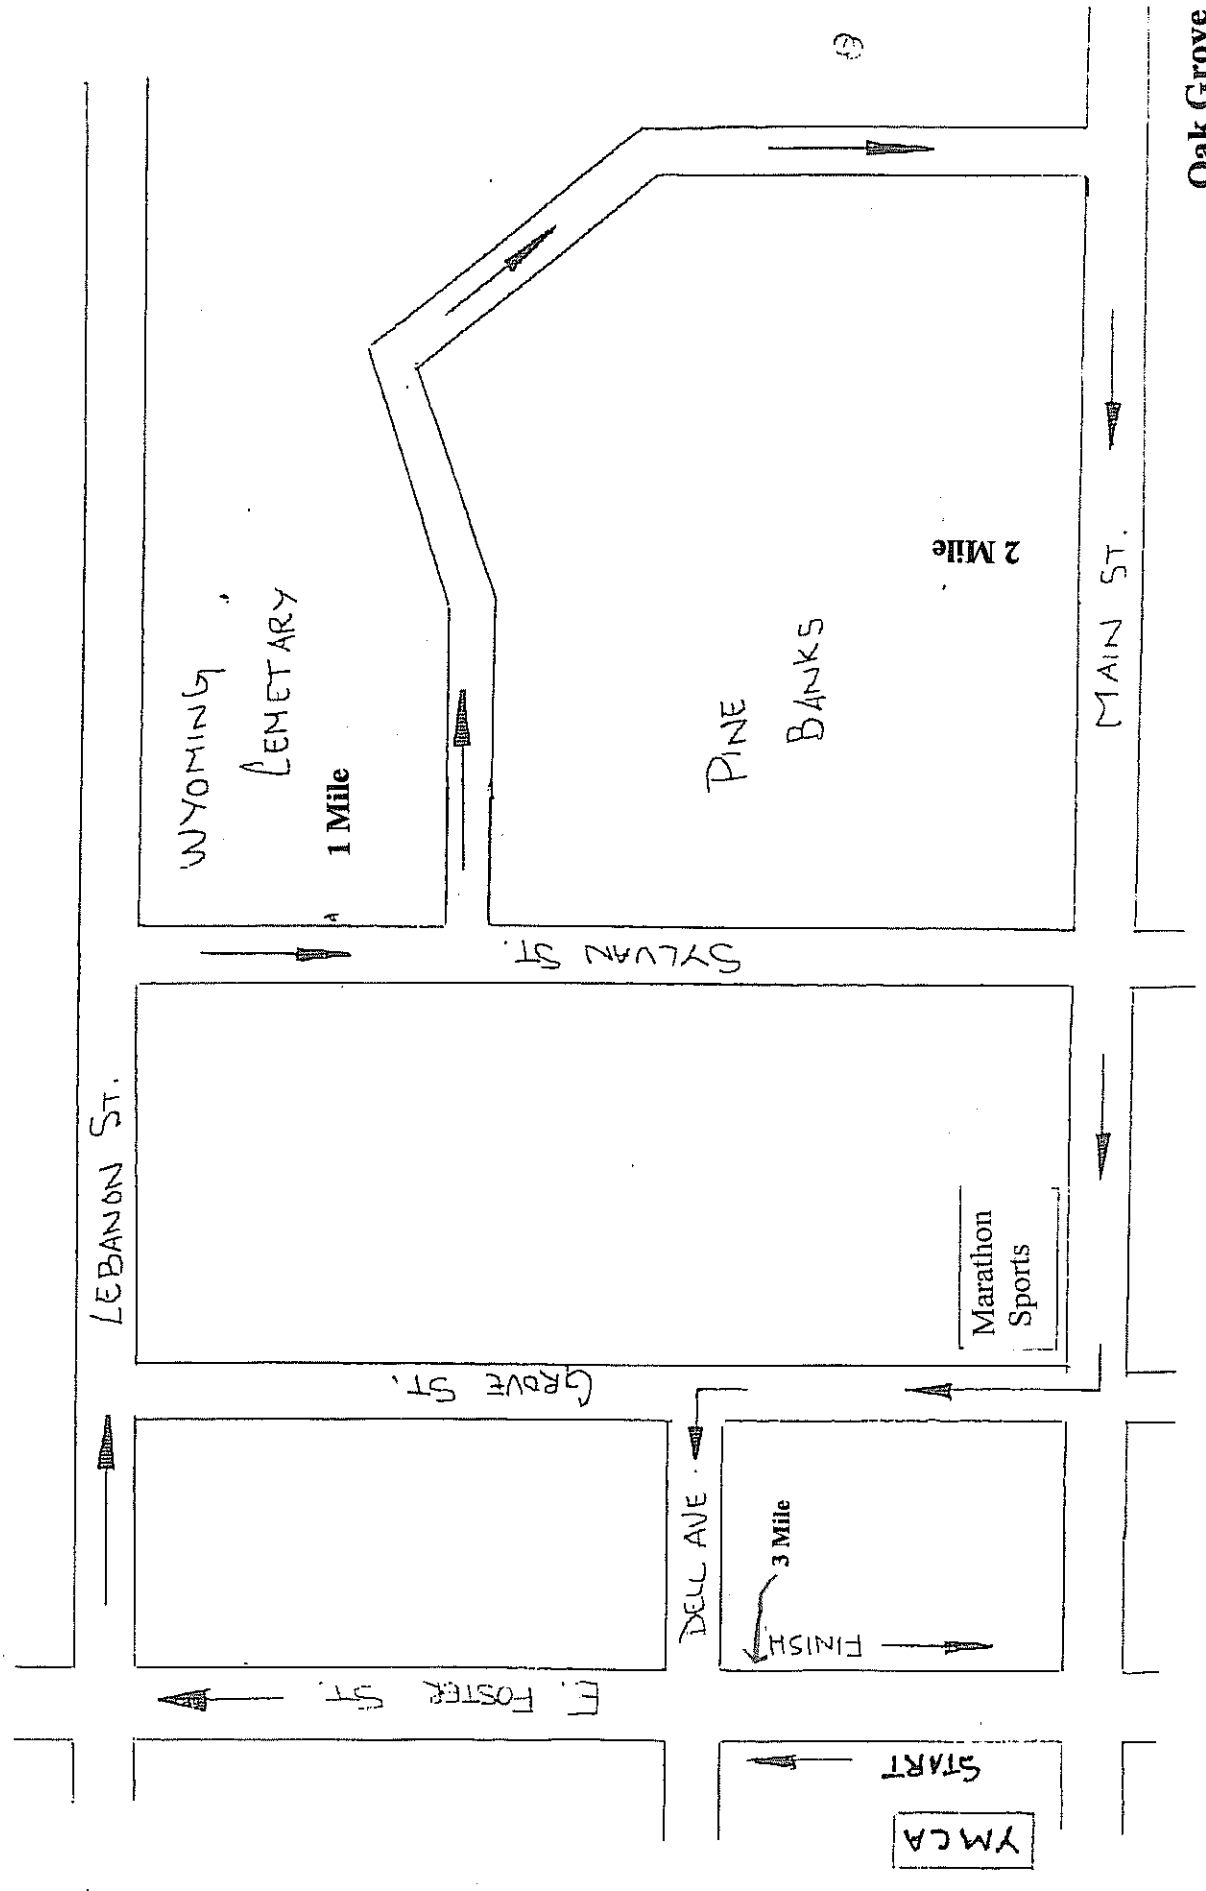 Oak Grove
WYOMING
CEMETARY
1 Mile
2 Mile
PINE
BANKS
MAIN ST.
SYLVAN ST.
LEBANON ST.
Marathon
Sports
GROVE ST.
DELL AVE.
3 Mile
FINISH
E. FOSTER ST.
START
YMCA